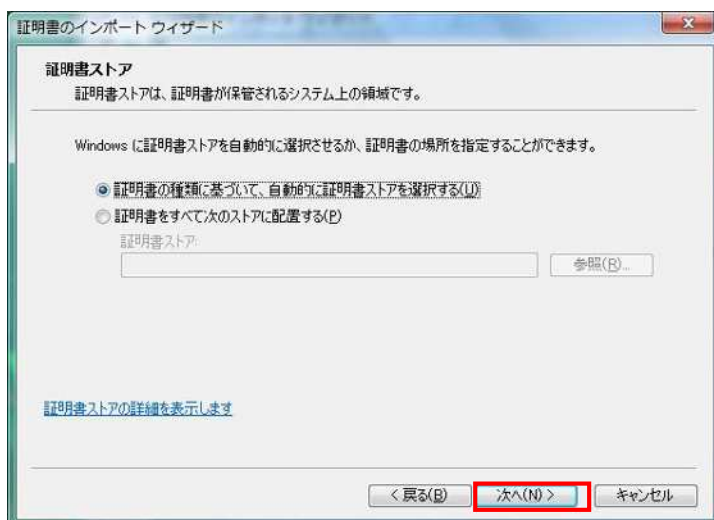 証明書のインポート ウィザード
証明書ストア
証明書ストアは、証明書が保管されるシステム上の領域です。
Windows に証明書ストアを自動的に選択させるか、証明書の場所を指定することができます。
証明書の種類に基づいて、自動的に証明書ストアを選択する(U)
証明書をすべて次のストアに配置する(P)
証明書ストア:
参照(R)...
証明書ストアの詳細を表示します
< 戻る(B)
次へ(N) >
キャンセル